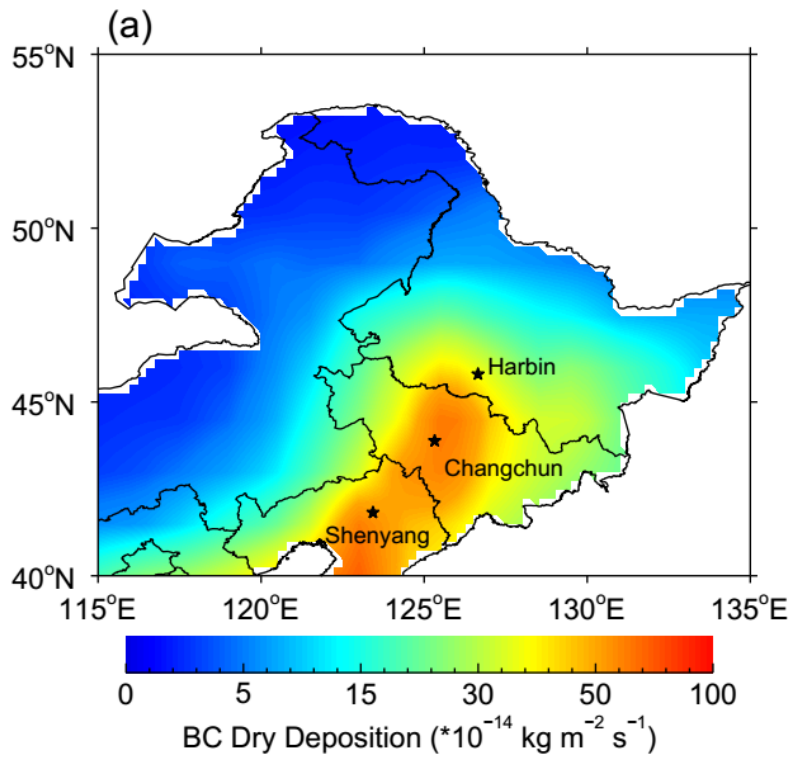 (a)
55°N
50°N
45°N
40°N
Harbin
Changchun
Shenyang
115°E 120°E 125°E 130°E 135°E
0 5 15 30 50 100
BC Dry Deposition (*10⁻¹⁴ kg m⁻² s⁻¹)